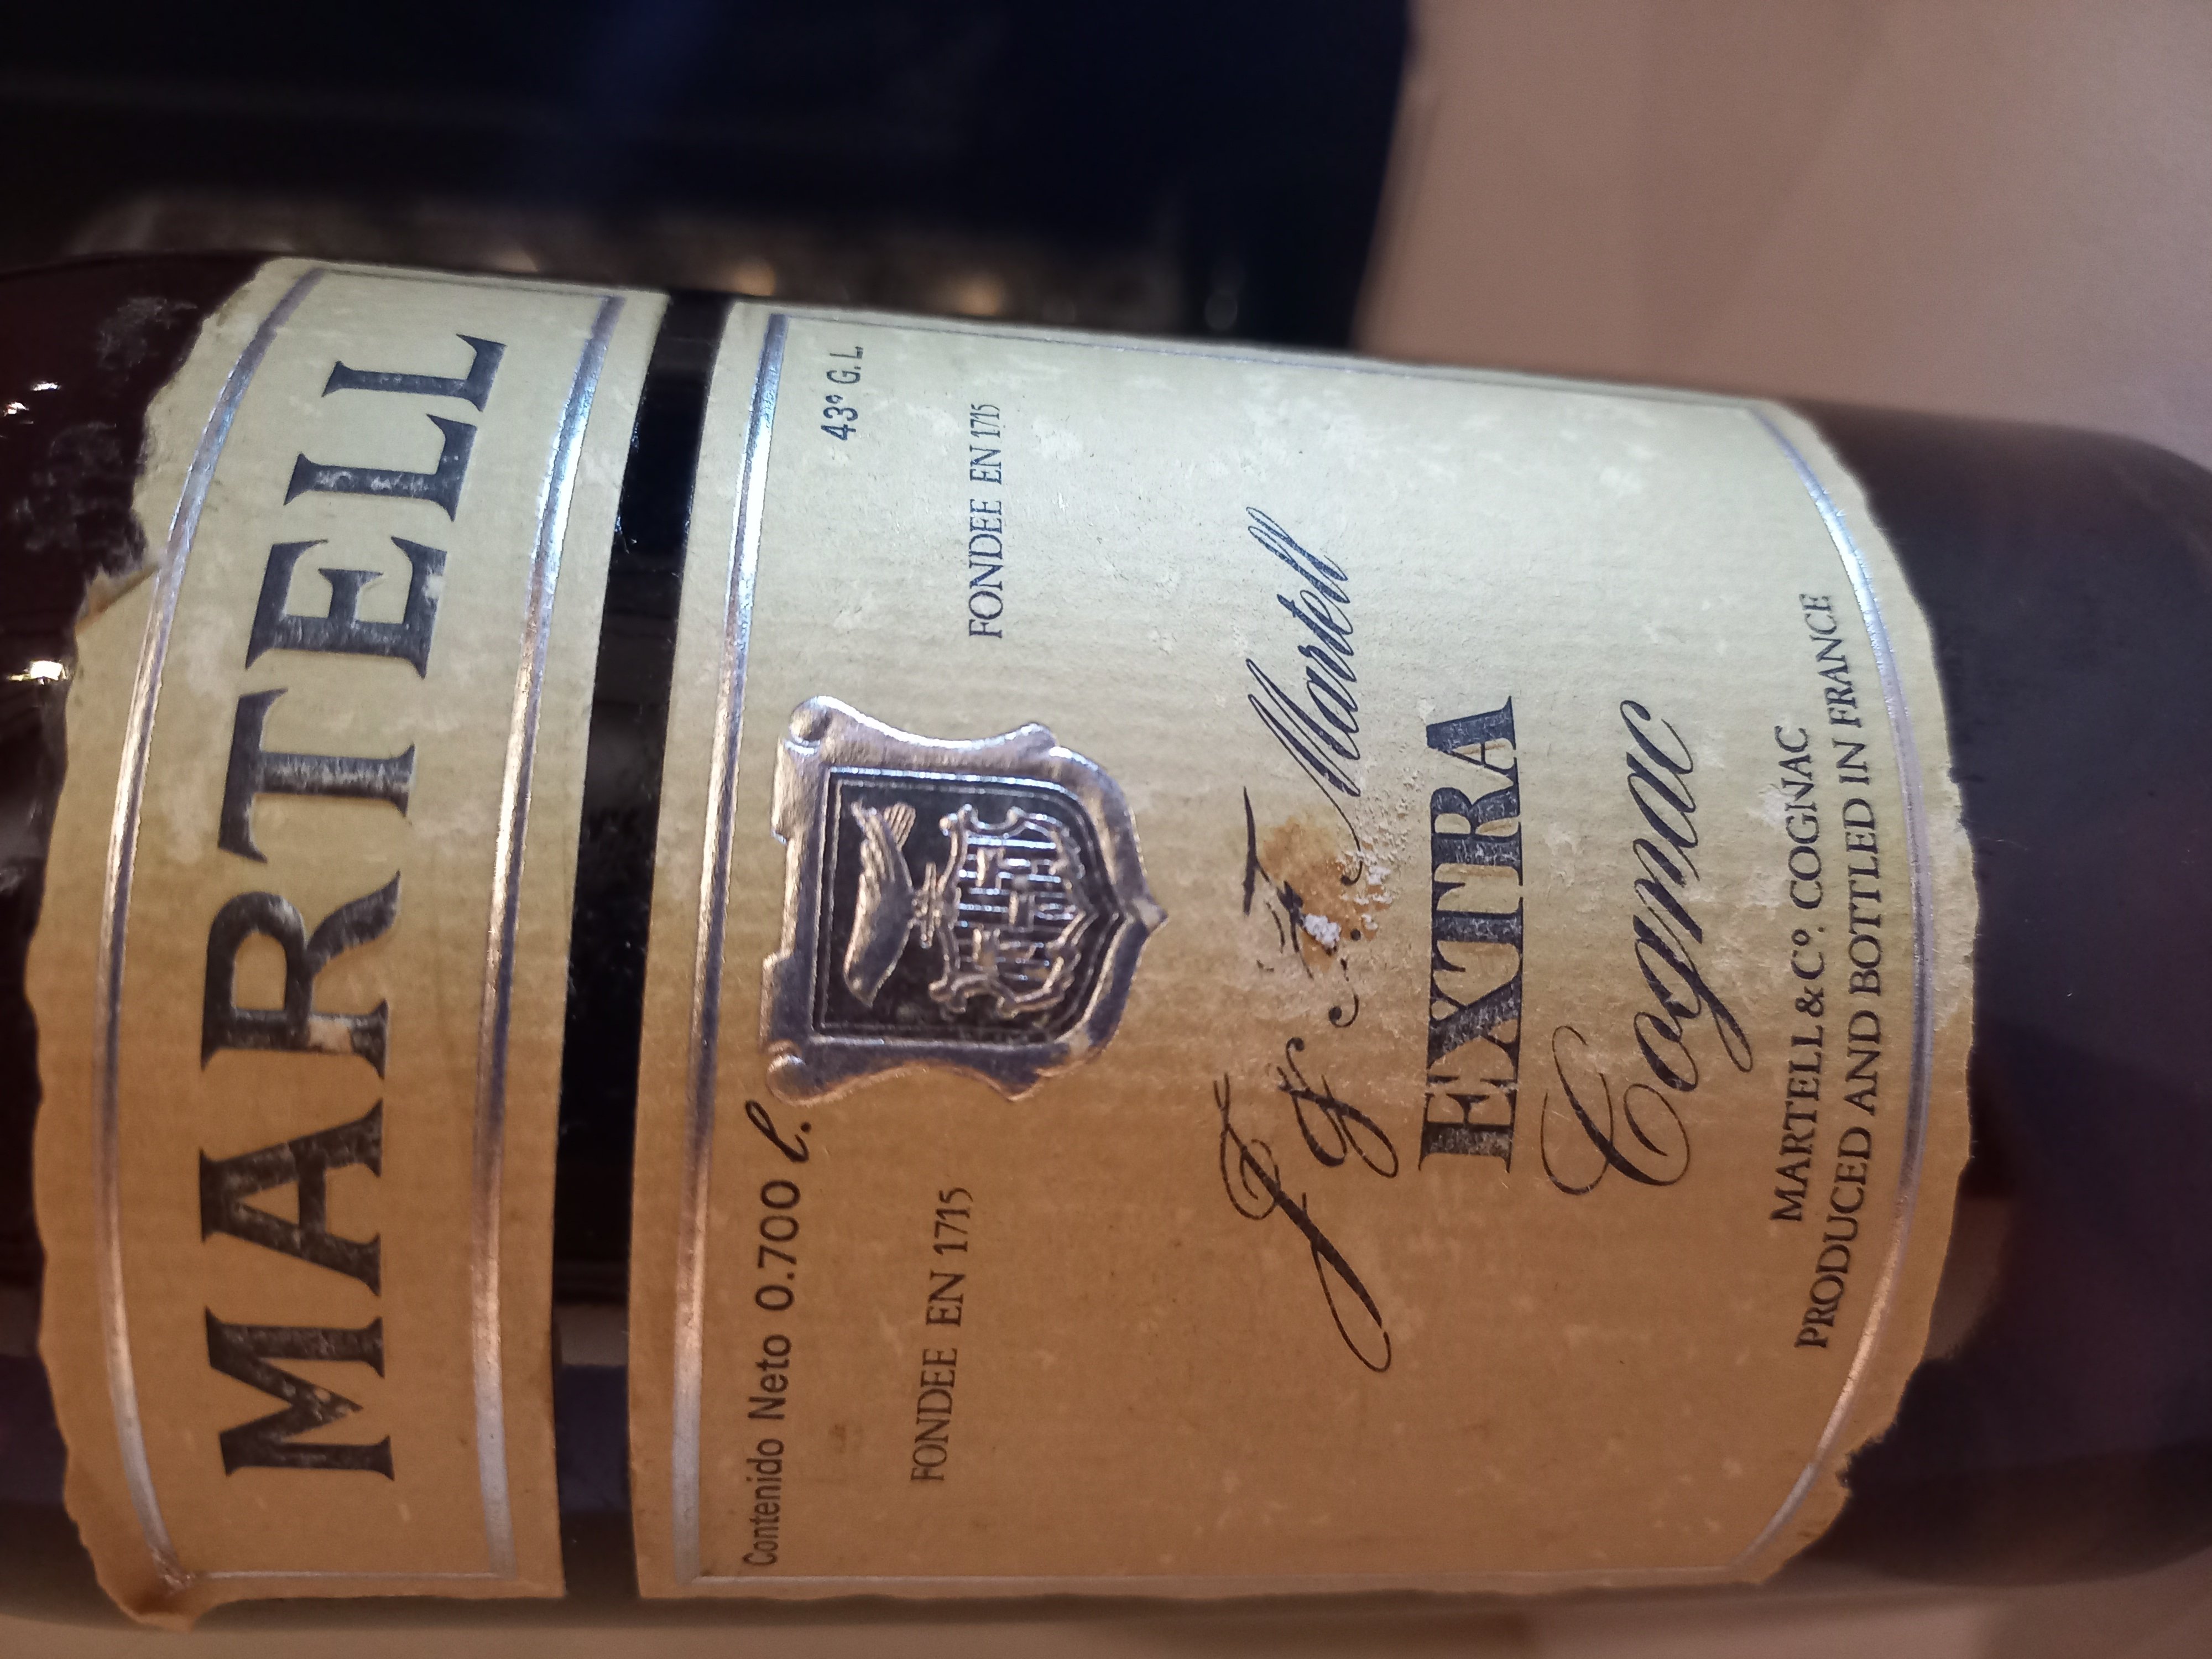 MARTELL
Contenido Neto 0.700 l.
43º G. L.
FONDEE EN 1715
FONDEE EN 1715
J & F Martell
EXTRA
Cognac
MARTELL & Cº. COGNAC
PRODUCED AND BOTTLED IN FRANCE